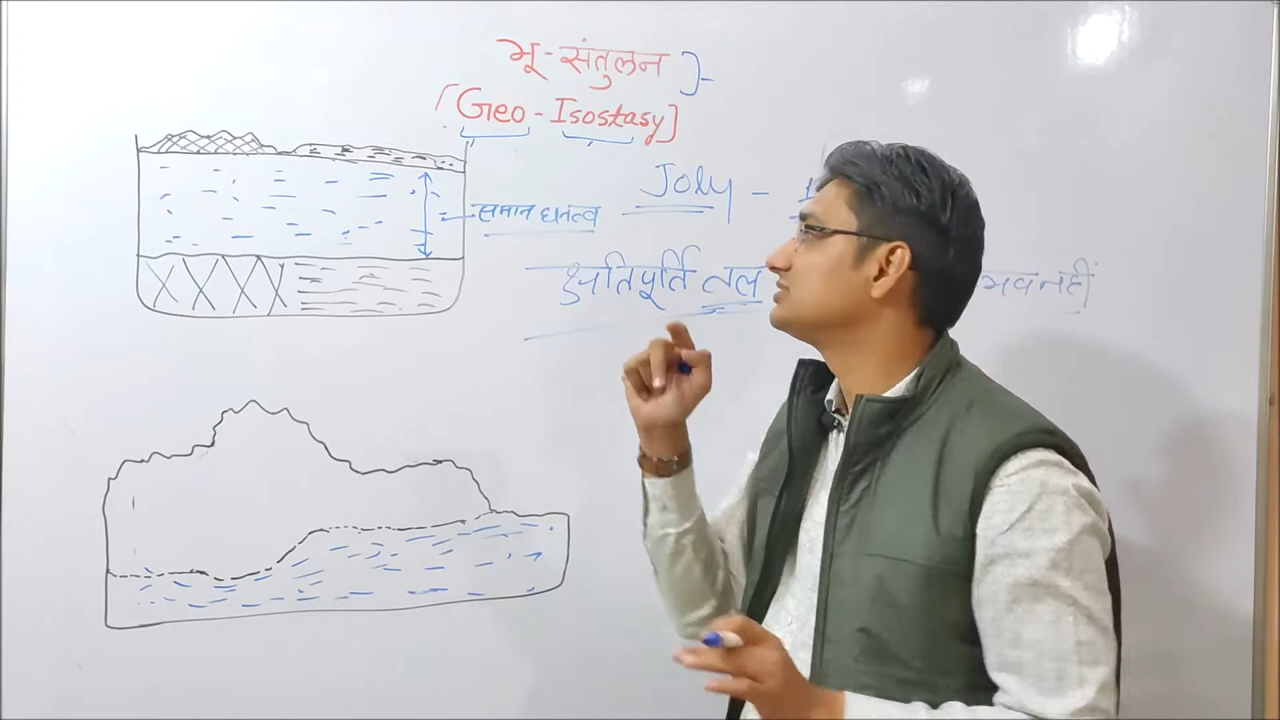 भू-संतुलन }-
[Geo-Isostasy]
Joly -
समान घनत्व
क्षतिपूर्ति तल